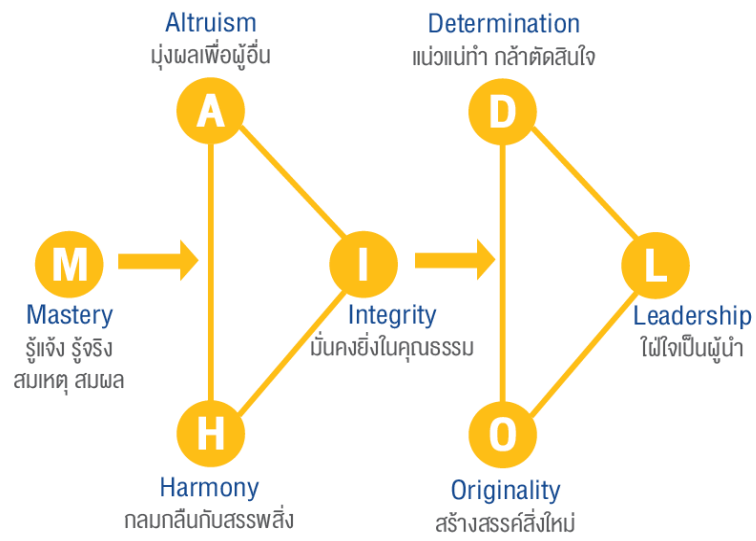 Altruism
มุ่งผลเพื่อผู้อื่น
A
Determination
แน่วแน่ทำ กล้าตัดสินใจ
D
M
Mastery
รู้แจ้ง รู้จริง
สมเหตุ สมผล
I
Integrity
มั่นคงยิ่งในคุณธรรม
L
Leadership
ใฝ่ใจเป็นผู้นำ
H
Harmony
กลมกลืนกับสรรพสิ่ง
O
Originality
สร้างสรรค์สิ่งใหม่